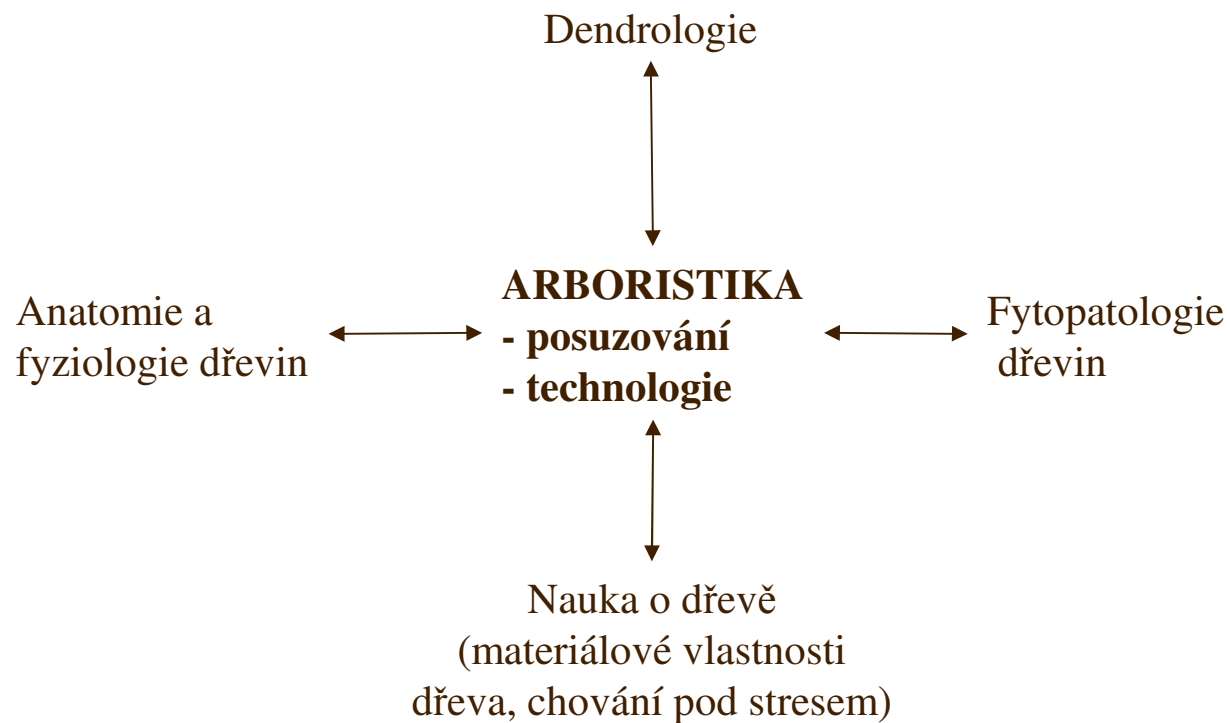 Dendrologie
Anatomie a
fyziologie dřevin
ARBORISTIKA
- posuzování
- technologie
Fytopatologie
dřevin
Nauka o dřevě
(materiálové vlastnosti
dřeva, chování pod stresem)